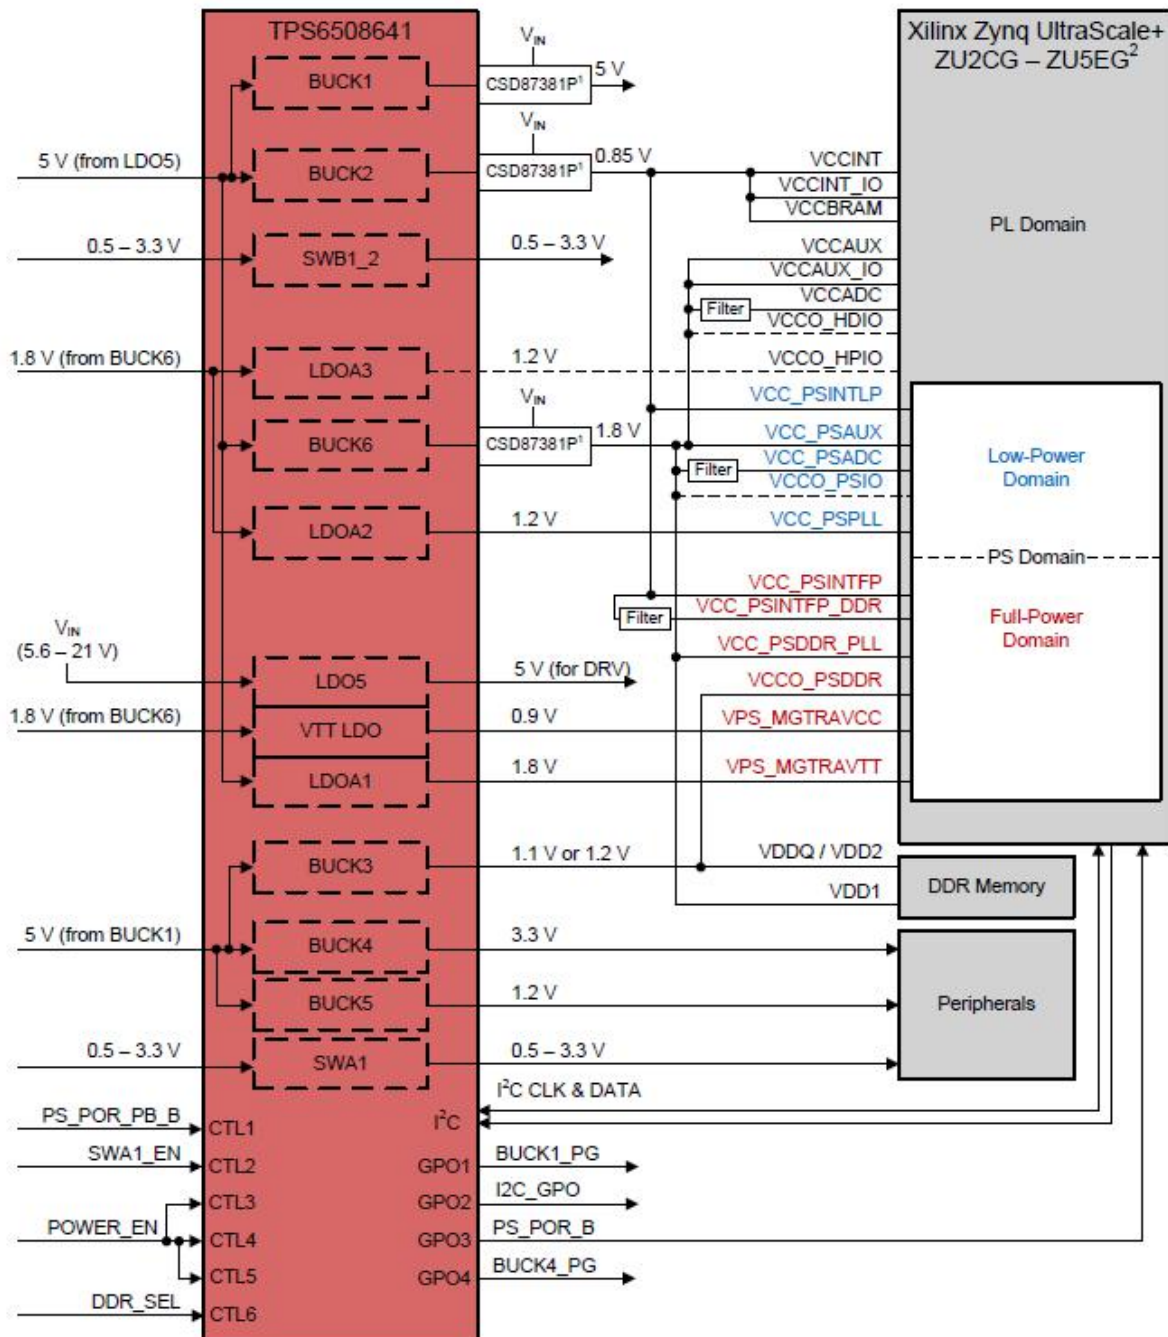 TPS6508641
Xilinx Zynq UltraScale+
ZU2CG – ZU5EG²
V_IN
BUCK1
CSD87381P¹
5 V
V_IN
5 V (from LDO5)
BUCK2
CSD87381P¹
0.85 V
VCCINT
VCCINT_IO
VCCBRAM
PL Domain
0.5 – 3.3 V
SWB1_2
0.5 – 3.3 V
VCCAUX
VCCAUX_IO
Filter
VCCADC
VCCO_HDIO
1.8 V (from BUCK6)
LDOA3
1.2 V
VCCO_HPIO
V_IN
VCC_PSINTLP
BUCK6
CSD87381P¹
1.8 V
VCC_PSAUX
Filter
VCC_PSADC
VCCO_PSIO
Low-Power
Domain
LDOA2
1.2 V
VCC_PSPLL
PS Domain
VCC_PSINTFP
Filter
VCC_PSINTFP_DDR
Full-Power
Domain
V_IN
(5.6 – 21 V)
VCC_PSDDR_PLL
LDO5
5 V (for DRV)
VCCO_PSDDR
1.8 V (from BUCK6)
VTT LDO
0.9 V
VPS_MGTRAVCC
LDOA1
1.8 V
VPS_MGTRAVTT
BUCK3
1.1 V or 1.2 V
VDDQ / VDD2
VDD1
DDR Memory
5 V (from BUCK1)
BUCK4
3.3 V
BUCK5
1.2 V
Peripherals
0.5 – 3.3 V
SWA1
0.5 – 3.3 V
I²C CLK & DATA
PS_POR_PB_B
CTL1
I²C
SWA1_EN
CTL2
GPO1
BUCK1_PG
CTL3
GPO2
I2C_GPO
POWER_EN
CTL4
GPO3
PS_POR_B
CTL5
GPO4
BUCK4_PG
DDR_SEL
CTL6